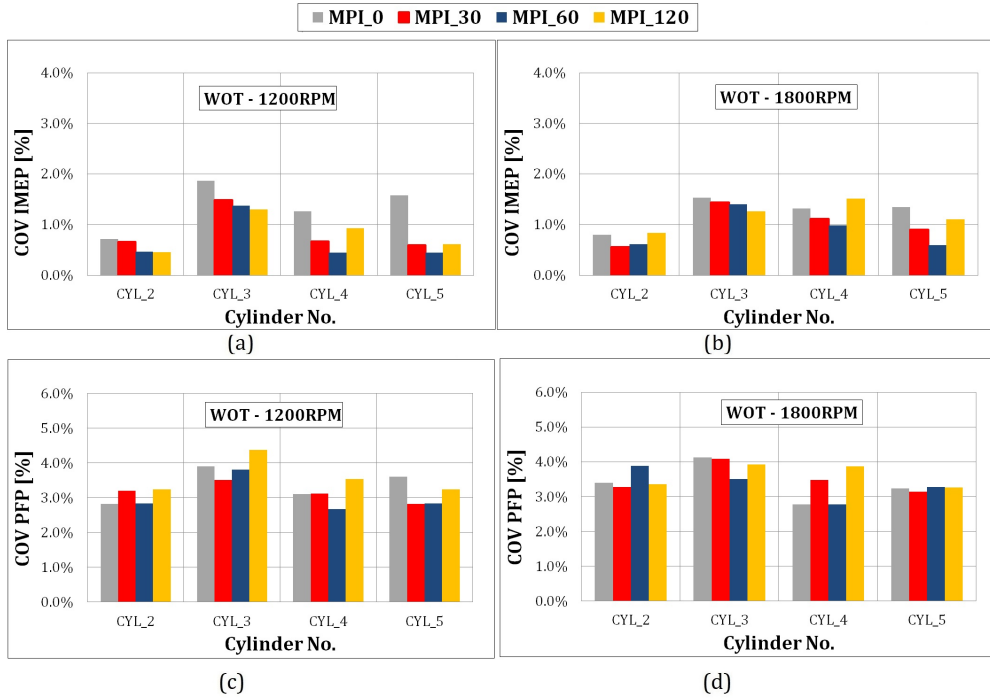 MPI_0 MPI_30 MPI_60 MPI_120
4.0%
3.0%
2.0%
1.0%
0.0%
COV IMEP [%]
WOT - 1200RPM
CYL_2 CYL_3 CYL_4 CYL_5
Cylinder No.
(a)
4.0%
3.0%
2.0%
1.0%
0.0%
COV IMEP [%]
WOT - 1800RPM
CYL_2 CYL_3 CYL_4 CYL_5
Cylinder No.
(b)
6.0%
5.0%
4.0%
3.0%
2.0%
1.0%
0.0%
COV PFP [%]
WOT - 1200RPM
CYL_2 CYL_3 CYL_4 CYL_5
Cylinder No.
(c)
6.0%
5.0%
4.0%
3.0%
2.0%
1.0%
0.0%
COV PFP [%]
WOT - 1800RPM
CYL_2 CYL_3 CYL_4 CYL_5
Cylinder No.
(d)